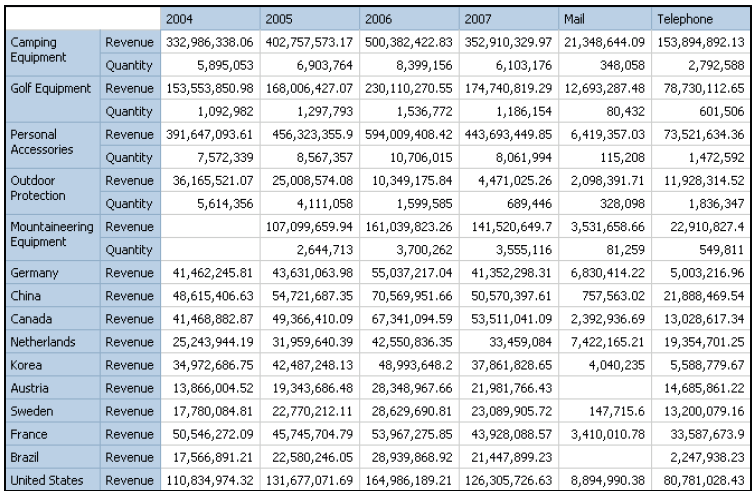 2004 2005 2006 2007 Mail Telephone
Camping Equipment Revenue 332,986,338.06 402,757,573.17 500,382,422.83 352,910,329.97 21,348,644.09 153,894,892.13
Quantity 5,895,053 6,903,764 8,399,156 6,103,176 348,058 2,792,588
Golf Equipment Revenue 153,553,850.98 168,006,427.07 230,110,270.55 174,740,819.29 12,693,287.48 78,730,112.65
Quantity 1,092,982 1,297,793 1,536,772 1,186,154 80,432 601,506
Personal Accessories Revenue 391,647,093.61 456,323,355.9 594,009,408.42 443,693,449.85 6,419,357.03 73,521,634.36
Quantity 7,572,339 8,567,357 10,706,015 8,061,994 115,208 1,472,592
Outdoor Protection Revenue 36,165,521.07 25,008,574.08 10,349,175.84 4,471,025.26 2,098,391.71 11,928,314.52
Quantity 5,614,356 4,111,058 1,599,585 689,446 328,098 1,836,347
Mountaineering Equipment Revenue 107,099,659.94 161,039,823.26 141,520,649.7 3,531,658.66 22,910,827.4
Quantity 2,644,713 3,700,262 3,555,116 81,259 549,811
Germany Revenue 41,462,245.81 43,631,063.98 55,037,217.04 41,352,298.31 6,830,414.22 5,003,216.96
China Revenue 48,615,406.63 54,721,687.35 70,569,951.66 50,570,397.61 757,563.02 21,888,469.54
Canada Revenue 41,468,882.87 49,366,410.09 67,341,094.59 53,511,041.09 2,392,936.69 13,028,617.34
Netherlands Revenue 25,243,944.19 31,959,640.39 42,550,836.35 33,459,084 7,422,165.21 19,354,701.25
Korea Revenue 34,972,686.75 42,487,248.13 48,993,648.2 37,861,828.65 4,040,235 5,588,779.67
Austria Revenue 13,866,004.52 19,343,686.48 28,348,967.66 21,981,766.43 14,685,861.22
Sweden Revenue 17,780,084.81 22,770,212.11 28,629,690.81 23,089,905.72 147,715.6 13,200,079.16
France Revenue 50,546,272.09 45,745,704.79 53,967,275.85 43,928,088.57 3,410,010.78 33,587,673.9
Brazil Revenue 17,566,891.21 22,580,246.05 28,939,868.92 21,447,899.23 2,247,938.23
United States Revenue 110,834,974.32 131,677,071.69 164,986,189.21 126,305,726.63 8,894,990.38 80,781,028.43